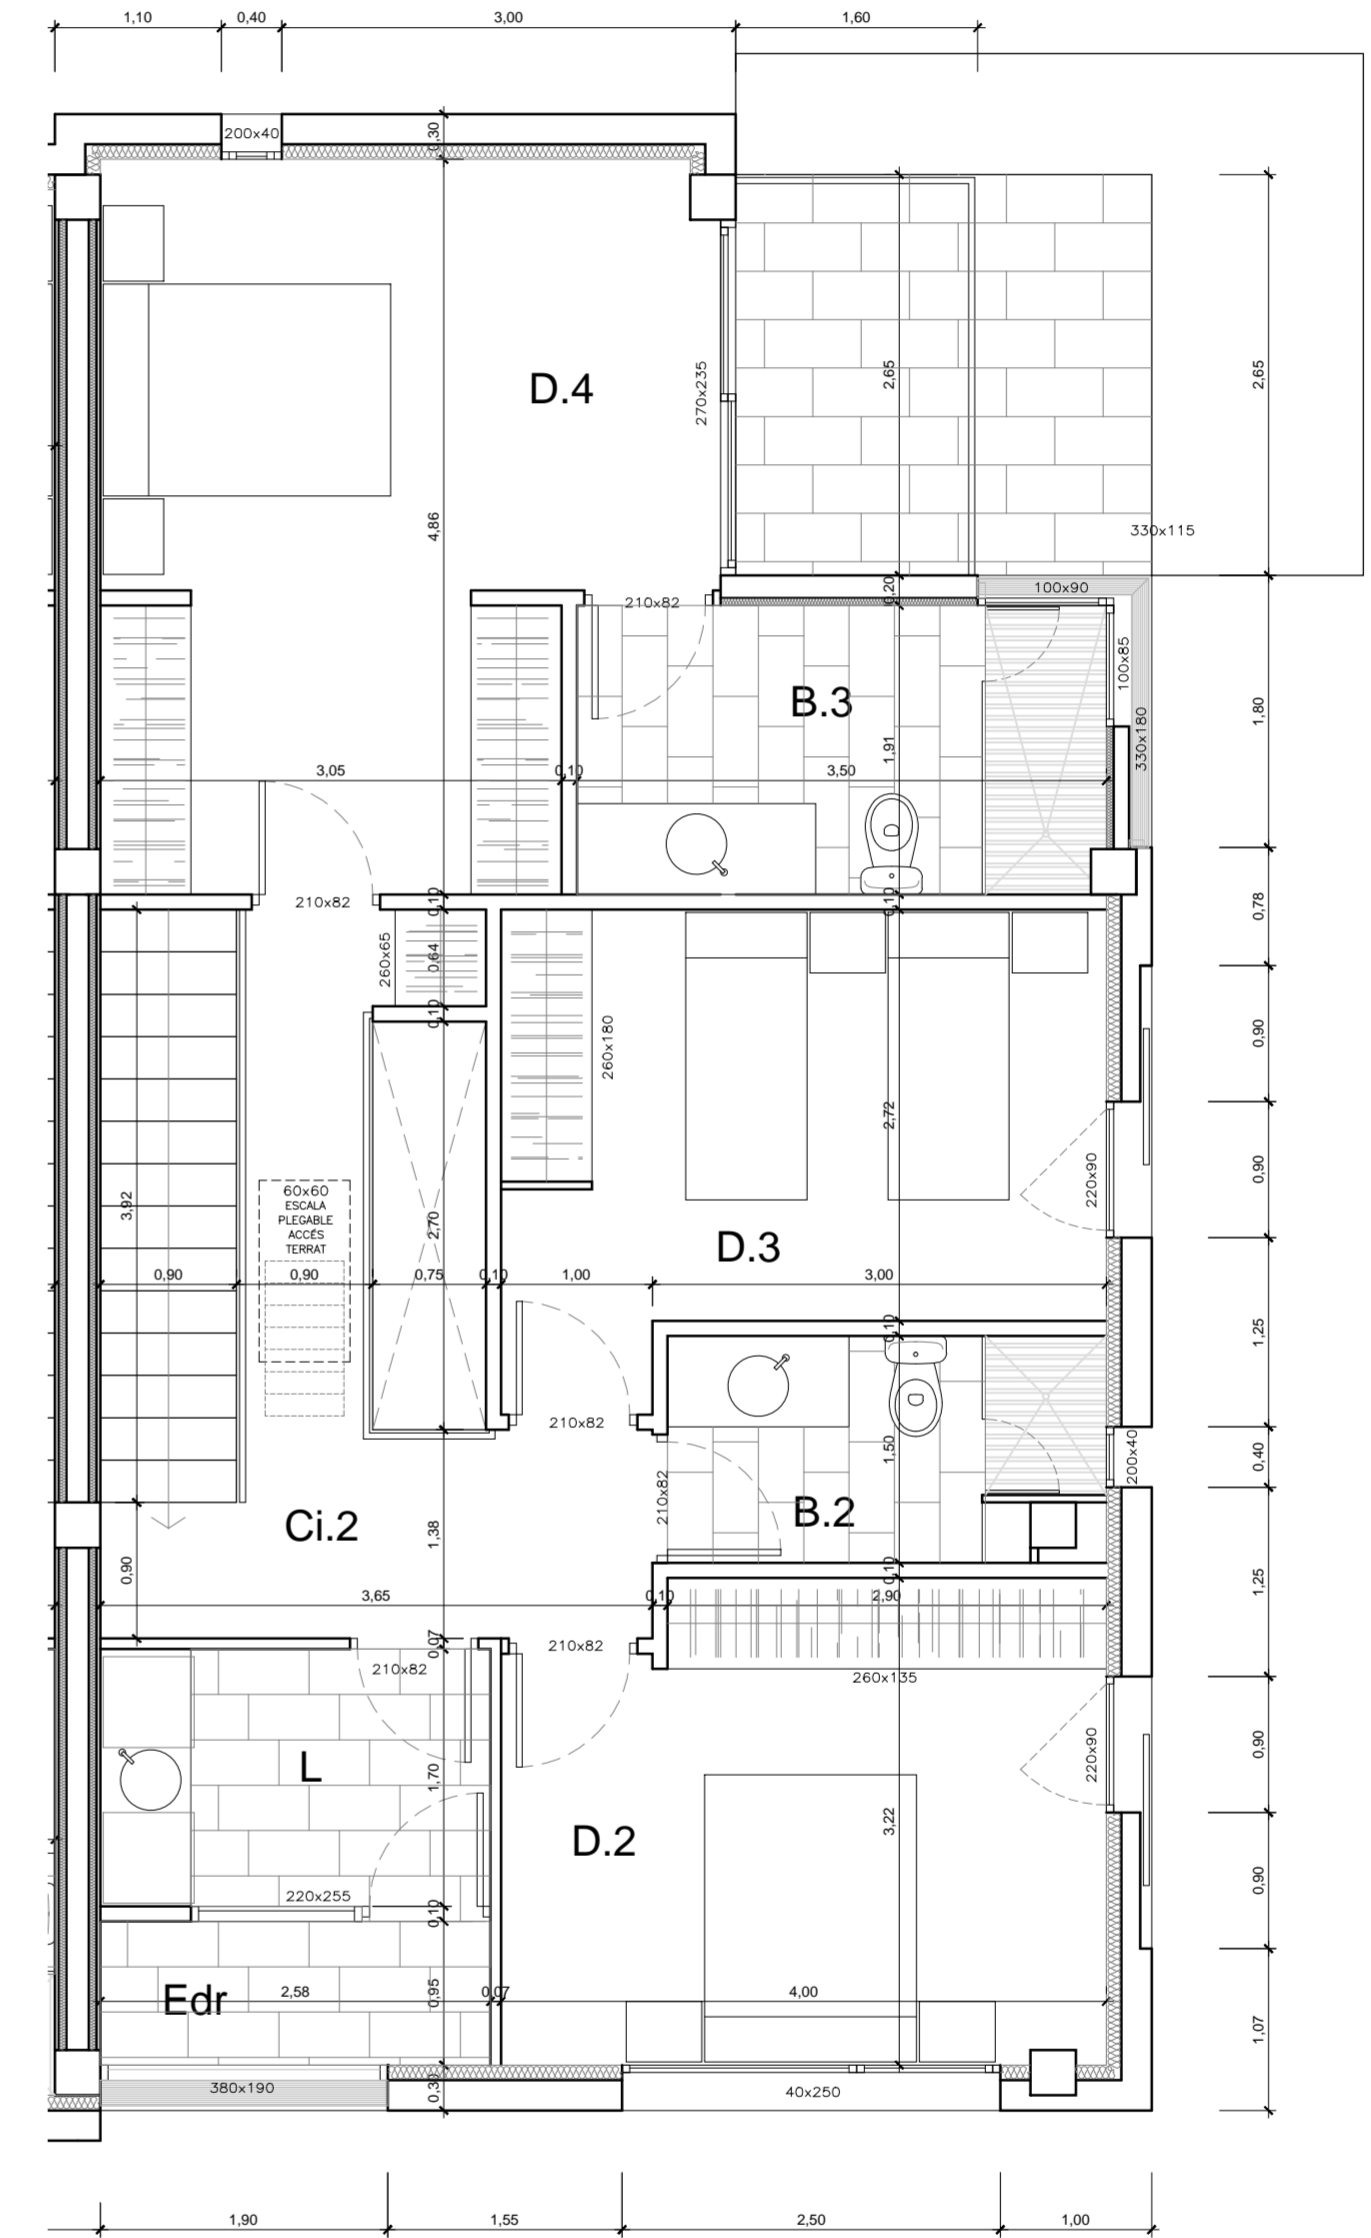 1,10
0,40
3,00
1,60
200x40
0,30
D.4
270x235
2,65
2,65
4,86
330x115
210x82
0,20
100x90
100x85
B.3
1,80
330x180
1,91
3,05
0,10
3,50
210x82
0,10
0,10
0,78
260x65
0,64
0,10
260x180
0,90
2,72
60x60
ESCALA
PLEGABLE
ACCÉS
TERRAT
3,92
2,70
220x90
0,90
D.3
0,90
0,90
0,75
0,10
1,00
3,00
0,10
1,25
210x82
1,50
200x40
0,40
210x82
Ci.2
1,38
B.2
0,90
0,10
1,25
3,65
0,10
2,90
0,07
210x82
210x82
260x135
L
1,70
220x90
0,90
D.2
3,22
220x255
0,10
0,90
Edr
2,58
0,95
0,07
4,00
1,07
380x190
0,30
40x250
1,90
1,55
2,50
1,00